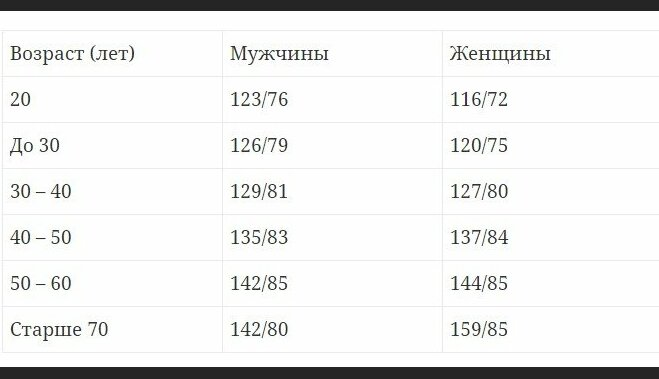 Возраст (лет) Мужчины Женщины
20 123/76 116/72
До 30 126/79 120/75
30 – 40 129/81 127/80
40 – 50 135/83 137/84
50 – 60 142/85 144/85
Старше 70 142/80 159/85